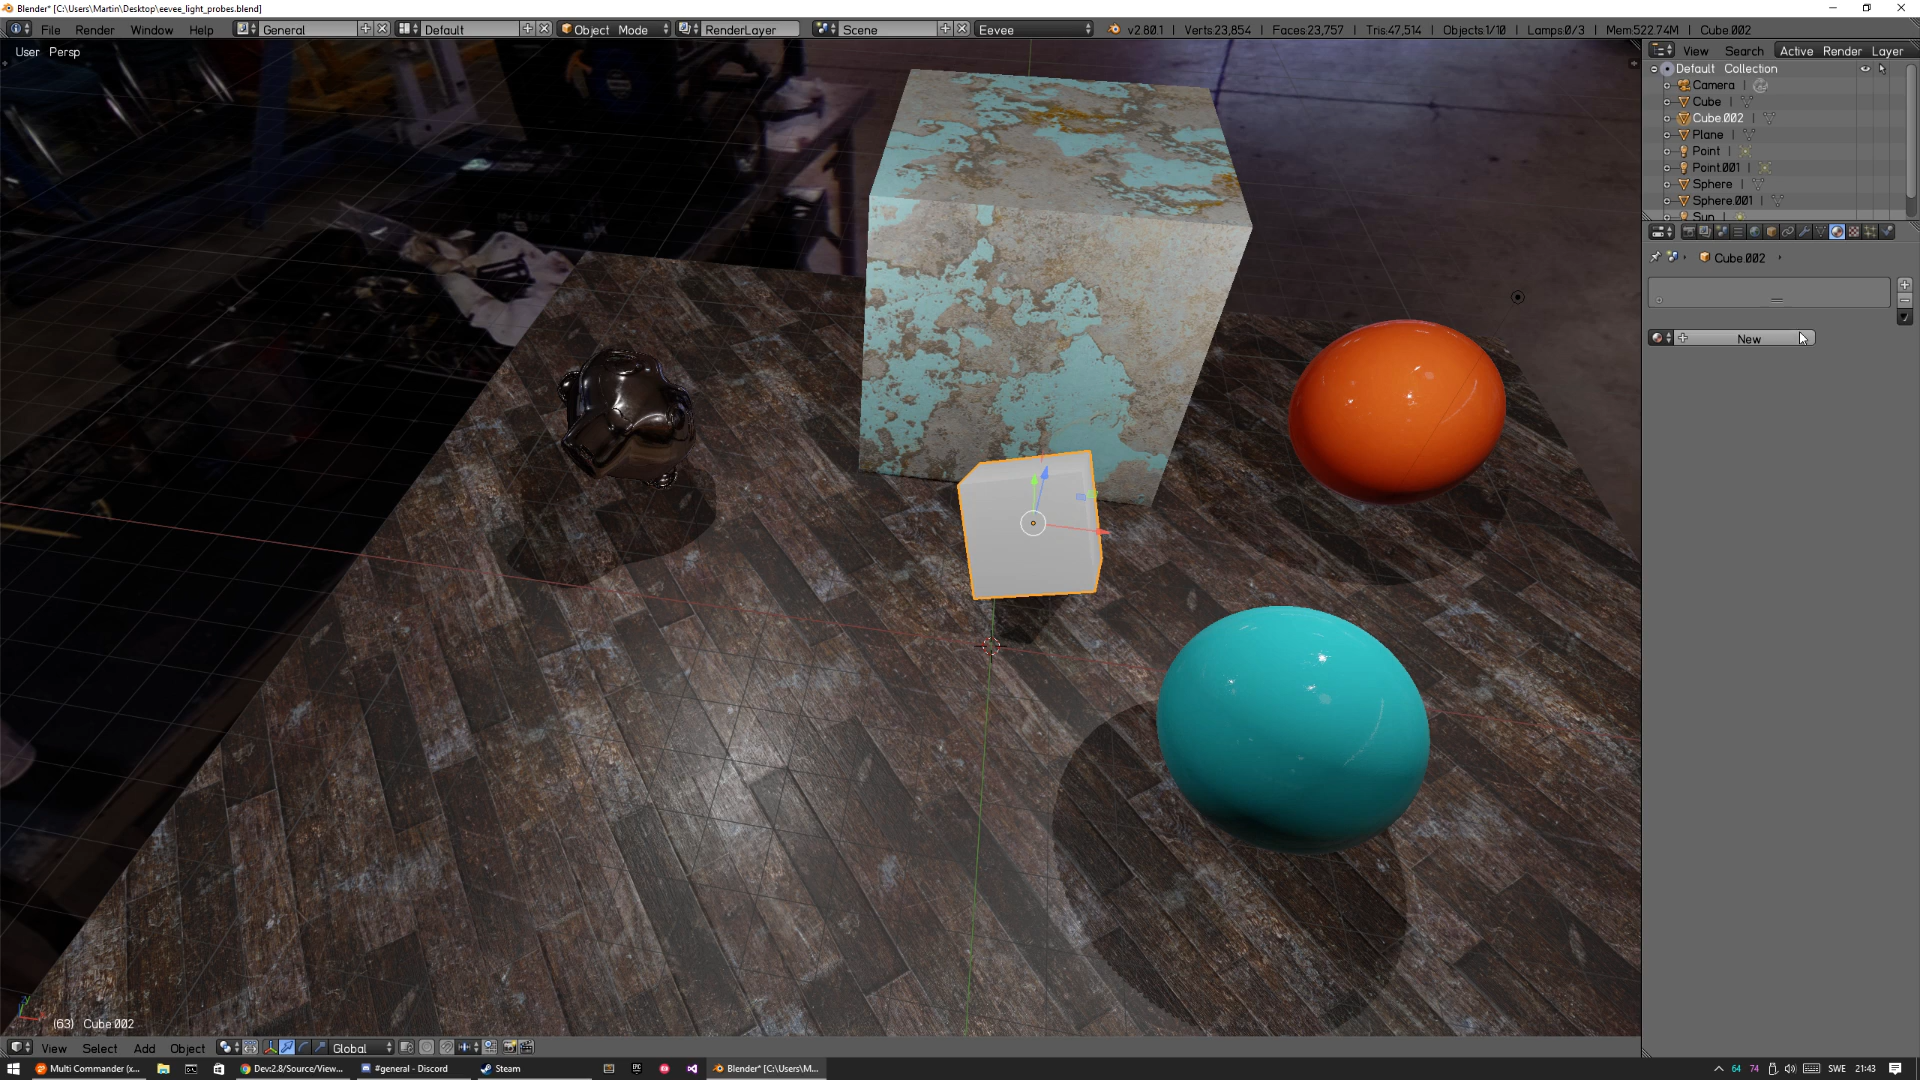 Blender* [C:\Users\Martin\Desktop\eevee_light_probes.blend]
File Render Window Help General Default Object Mode RenderLayer Scene Eevee v2.80.1 | Verts:23,854 | Faces:23,757 | Tris:47,514 | Objects:1/10 | Lamps:0/3 | Mem:522.74M | Cube.002
User Persp
View Search Active Render Layer
Default Collection
Camera
Cube
Cube.002
Plane
Point
Point.001
Sphere
Sphere.001
Sun
Cube.002
New
(63) Cube.002
View Select Add Object Global
Multi Commander (x... Dev:2.8/Source/View... #general - Discord Steam Blender* [C:\Users\M... 64 74 SWE 21:43